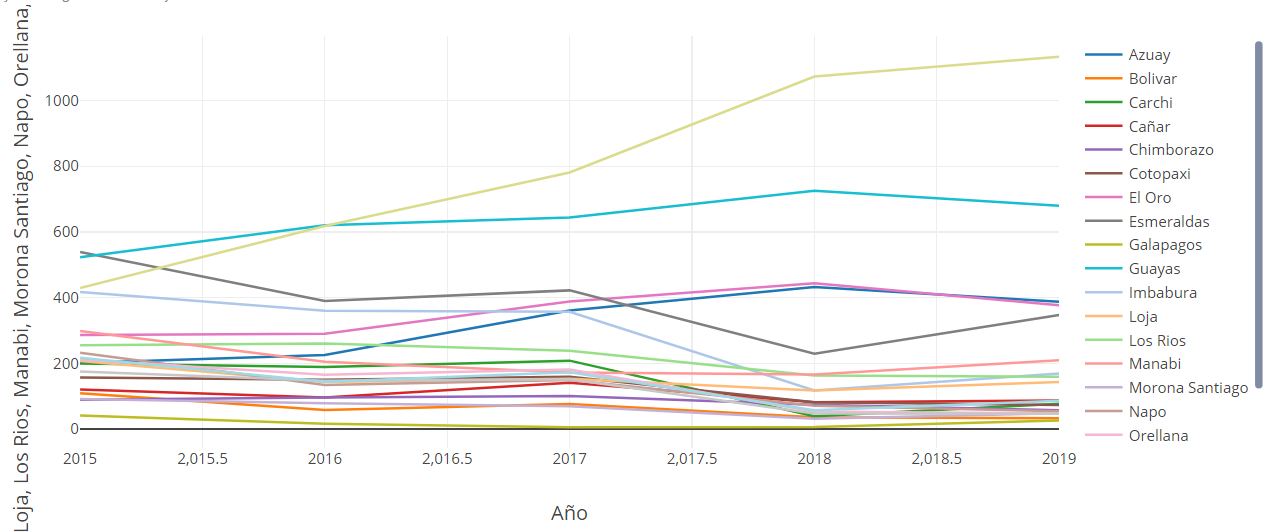 Loja, Los Rios, Manabi, Morona Santiago, Napo, Orellana,
1000
800
600
400
200
0
2015
2,015.5
2016
2,016.5
2017
2,017.5
2018
2,018.5
2019
Año
Azuay
Bolivar
Carchi
Cañar
Chimborazo
Cotopaxi
El Oro
Esmeraldas
Galapagos
Guayas
Imbabura
Loja
Los Rios
Manabi
Morona Santiago
Napo
Orellana